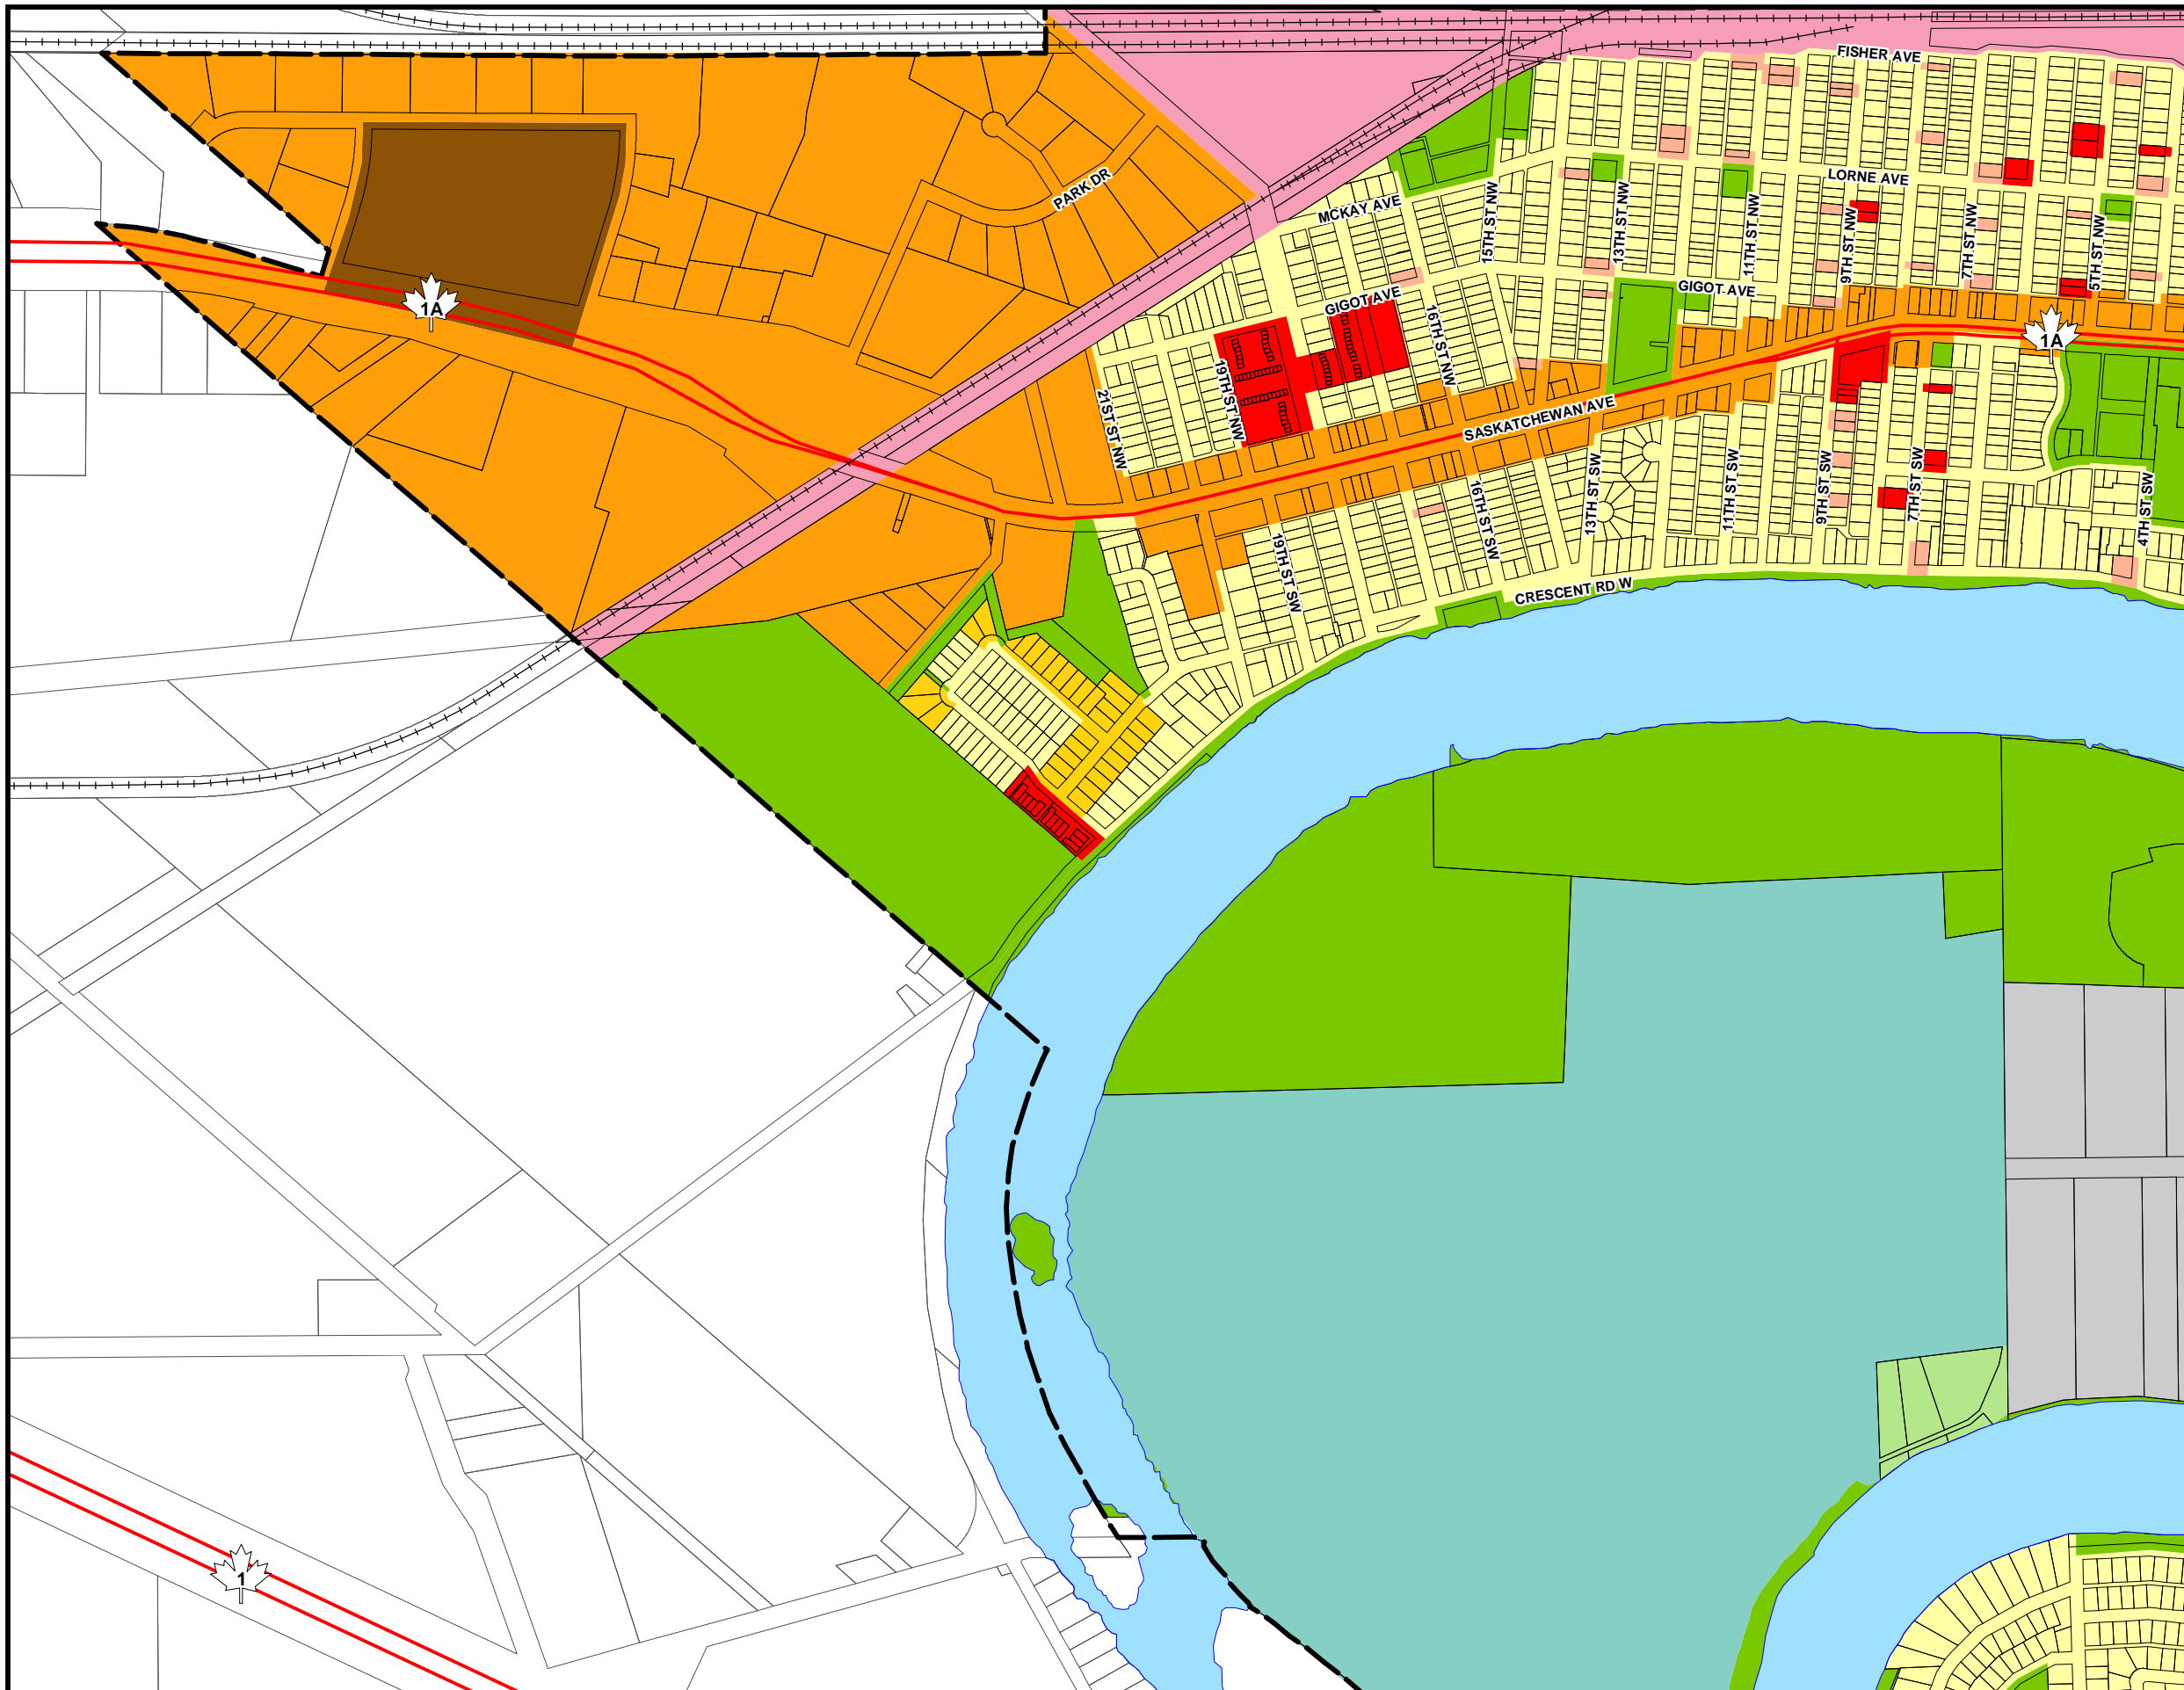 FISHER AVE
PARK DR
LORNE AVE
MCKAY AVE
15TH ST NW
13TH ST NW
11TH ST NW
9TH ST NW
7TH ST NW
5TH ST NW
GIGOT AVE
GIGOT AVE
1A
16TH ST NW
1A
19TH ST NW
21ST ST NW
SASKATCHEWAN AVE
13TH ST SW
11TH ST SW
9TH ST SW
7TH ST SW
4TH ST SW
16TH ST SW
19TH ST SW
CRESCENT RD W
1